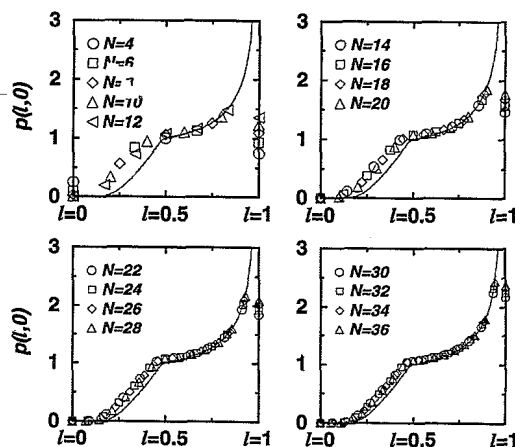 3
2
1
0
p(l,0)
N=4
N=6
N=10
N=12
l=0
l=0.5
l=1
3
2
1
0
N=14
N=16
N=18
N=20
l=0
l=0.5
l=1
3
2
1
0
p(l,0)
N=22
N=24
N=26
N=28
l=0
l=0.5
l=1
3
2
1
0
N=30
N=32
N=34
N=36
l=0
l=0.5
l=1